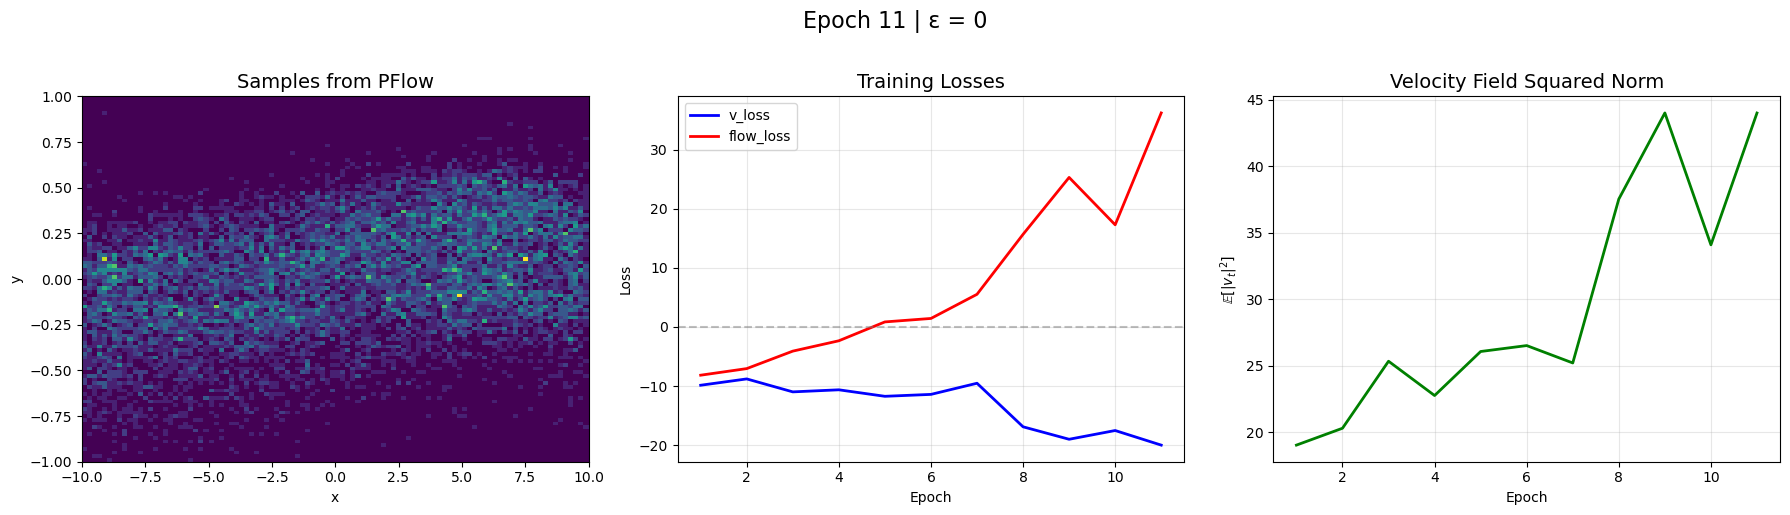 Epoch 11 | ε = 0
Samples from PFlow
1.00
0.75
0.50
0.25
0.00
−0.25
−0.50
−0.75
−1.00
y
−10.0 −7.5 −5.0 −2.5 0.0 2.5 5.0 7.5 10.0
x
Training Losses
v_loss
flow_loss
30
20
10
0
−10
−20
Loss
2 4 6 8 10
Epoch
Velocity Field Squared Norm
45
40
35
30
25
20
𝔼[|v_t|²]
2 4 6 8 10
Epoch